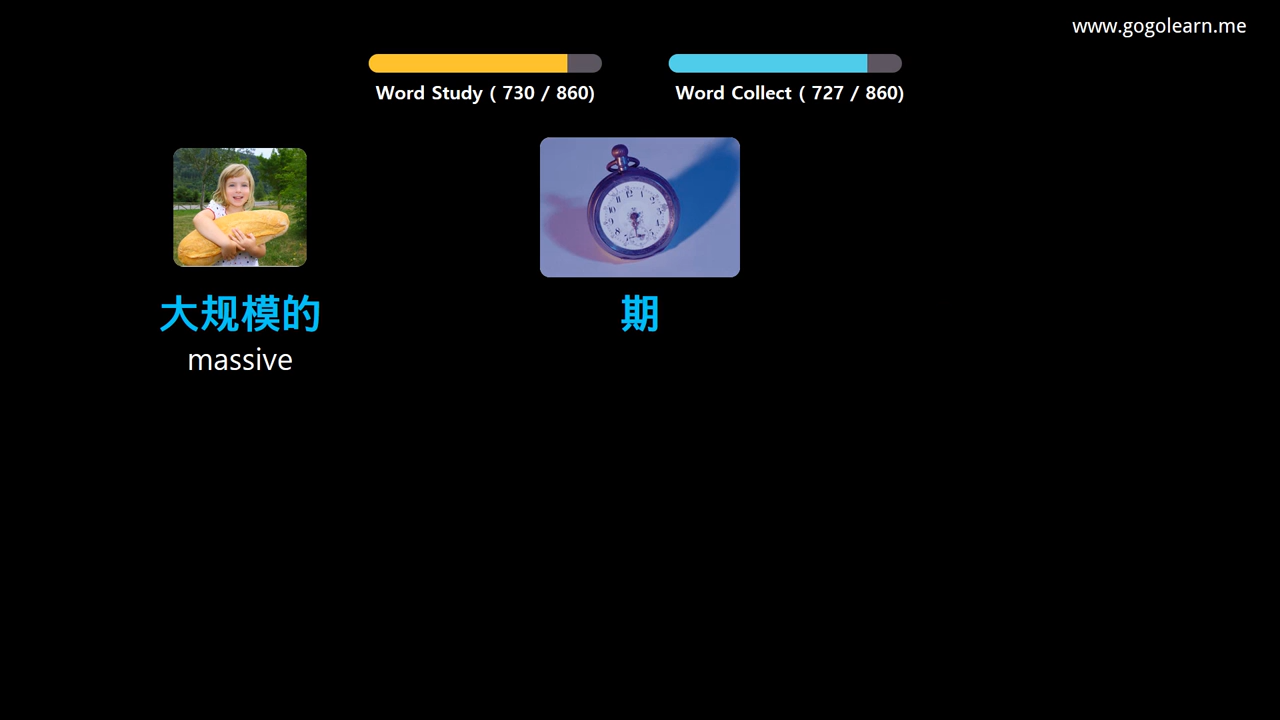 www.gogolearn.me
Word Study ( 730 / 860)
Word Collect ( 727 / 860)
大规模的
massive
期